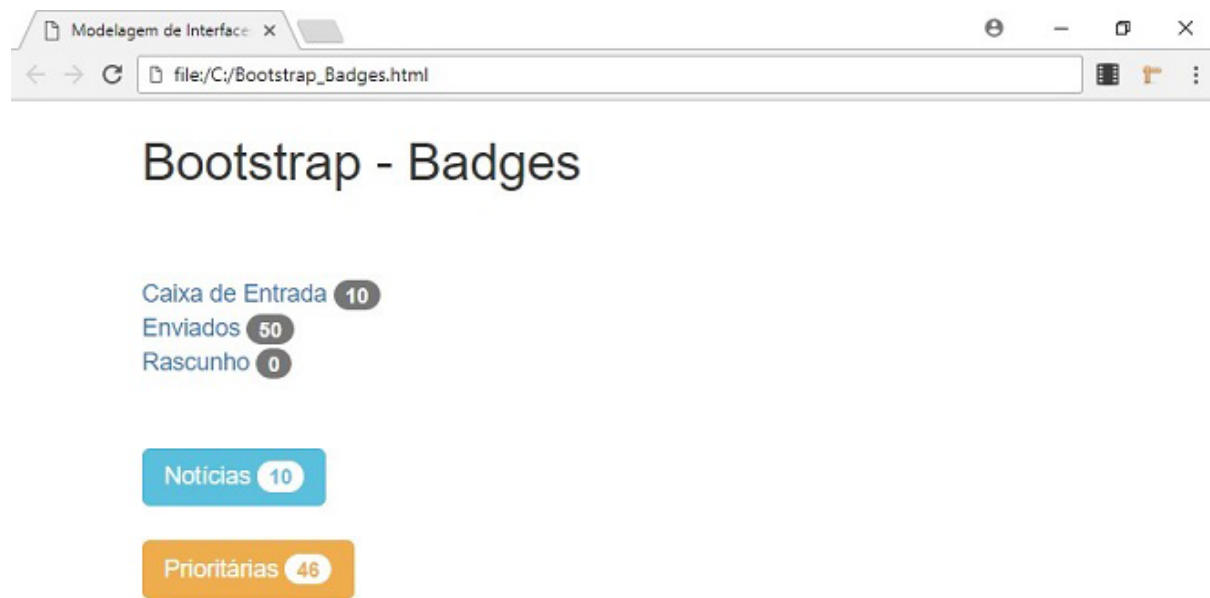 Modelagem de Interface
file:/C:/Bootstrap_Badges.html
Bootstrap - Badges
Caixa de Entrada 10
Enviados 50
Rascunho 0
Notícias 10
Prioritárias 46